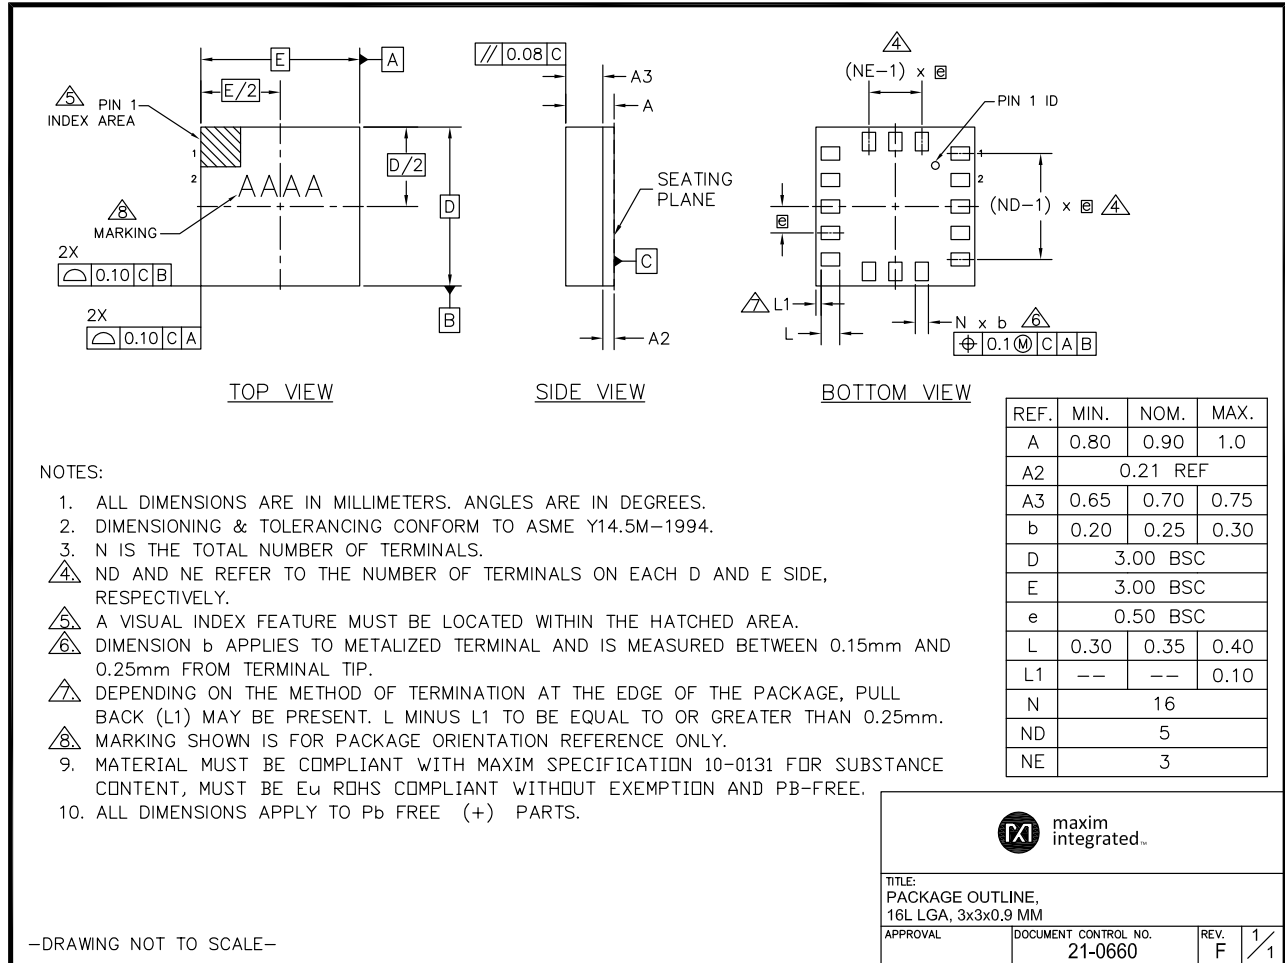 E
A
E/2
5
PIN 1
INDEX AREA
1
2
AAAA
8
MARKING
D/2
D
2X
0.10 C B
B
2X
0.10 C A
TOP VIEW
// 0.08 C
A3
A
SEATING
PLANE
C
A2
SIDE VIEW
4
(NE-1) x e
PIN 1 ID
1
2
(ND-1) x e 4
e
7 L1
L
N x b 6
⌖ 0.1 Ⓜ C A B
BOTTOM VIEW
REF. MIN. NOM. MAX.
A 0.80 0.90 1.0
A2 0.21 REF
A3 0.65 0.70 0.75
b 0.20 0.25 0.30
D 3.00 BSC
E 3.00 BSC
e 0.50 BSC
L 0.30 0.35 0.40
L1 -- -- 0.10
N 16
ND 5
NE 3
NOTES:
1. ALL DIMENSIONS ARE IN MILLIMETERS. ANGLES ARE IN DEGREES.
2. DIMENSIONING & TOLERANCING CONFORM TO ASME Y14.5M-1994.
3. N IS THE TOTAL NUMBER OF TERMINALS.
4. ND AND NE REFER TO THE NUMBER OF TERMINALS ON EACH D AND E SIDE,
RESPECTIVELY.
5. A VISUAL INDEX FEATURE MUST BE LOCATED WITHIN THE HATCHED AREA.
6. DIMENSION b APPLIES TO METALIZED TERMINAL AND IS MEASURED BETWEEN 0.15mm AND
0.25mm FROM TERMINAL TIP.
7. DEPENDING ON THE METHOD OF TERMINATION AT THE EDGE OF THE PACKAGE, PULL
BACK (L1) MAY BE PRESENT. L MINUS L1 TO BE EQUAL TO OR GREATER THAN 0.25mm.
8. MARKING SHOWN IS FOR PACKAGE ORIENTATION REFERENCE ONLY.
9. MATERIAL MUST BE COMPLIANT WITH MAXIM SPECIFICATION 10-0131 FOR SUBSTANCE
CONTENT, MUST BE Eu ROHS COMPLIANT WITHOUT EXEMPTION AND PB-FREE.
10. ALL DIMENSIONS APPLY TO Pb FREE (+) PARTS.
maxim
integrated™
TITLE:
PACKAGE OUTLINE,
16L LGA, 3x3x0.9 MM
APPROVAL
DOCUMENT CONTROL NO.
21-0660
REV.
F
1/1
-DRAWING NOT TO SCALE-